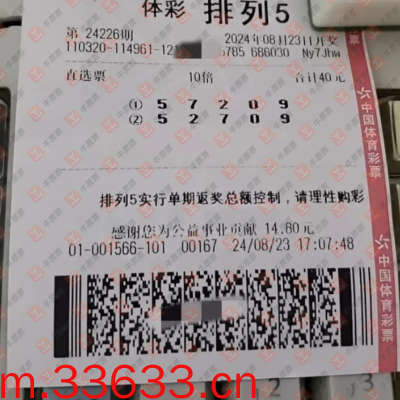 体彩 排列5
第 24226期 2024年08月23日开奖
110320-114961-12 5785 686030 Ny7Jhw
直选票 10倍 合计40元
① 5 7 2 0 9
② 5 2 7 0 9
排列5实行单期返奖总额控制，请理性购彩
感谢您为公益事业贡献 14.80元
01-001566-101 00167 24/08/23 17:07:48
中国体育彩票
中国体育彩票
m.33633.cn
2 3